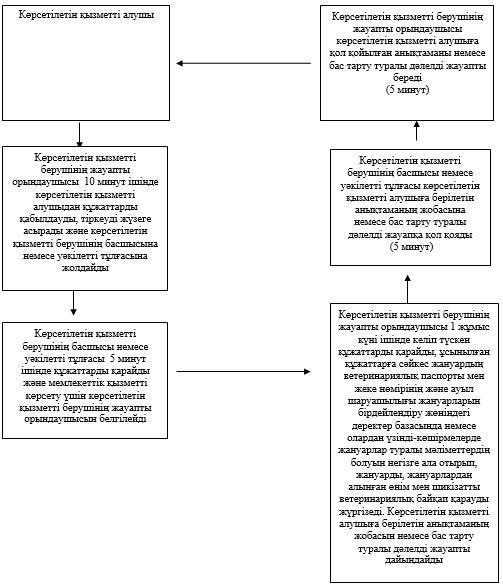 Көрсетілетін қызметті алушы
Көрсетілетін қызметті
берушінің жауапты
орындаушысы 10 минут ішінде
көрсетілетін қызметті
алушыдан құжаттарды
қабылдауды, тіркеуді жүзеге
асырады және көрсетілетін
қызметті берушінің басшысына
немесе уәкілетті тұлғасына
жолдайды
Көрсетілетін қызметті
берушінің басшысы немесе
уәкілетті тұлғасы 5 минут
ішінде құжаттарды қарайды
және мемлекеттік қызметті
көрсету үшін көрсетілетін
қызметті берушінің жауапты
орындаушысын белгілейді
Көрсетілетін қызметті берушінің
жауапты орындаушысы 1 жұмыс
күні ішінде келіп түскен
құжаттарды қарайды, ұсынылған
құжаттарға сәйкес жануардың
ветеринариялық паспорты мен
жеке нөмірінің және ауыл
шаруашылығы жануарларын
бірдейлендіру жөніндегі
деректер базасында немесе
олардан үзінді-көшірмелерде
жануарлар туралы мәліметтердің
болуын негізге ала отырып,
жануарды, жануарлардан
алынған өнім мен шикізатты
ветеринариялық байқап қарауды
жүргізеді. Көрсетілетін қызметті
алушыға берілетін анықтаманың
жобасын немесе бас тарту
туралы дәлелді жауапты
дайындайды
Көрсетілетін қызметті
берушінің басшысы немесе
уәкілетті тұлғасы көрсетілетін
қызметті алушыға берілетін
анықтаманың жобасына
немесе бас тарту туралы
дәлелді жауапқа қол қояды
(5 минут)
Көрсетілетін қызметті берушінің
жауапты орындаушысы
көрсетілетін қызметті алушыға
қол қойылған анықтаманы немесе
бас тарту туралы дәлелді жауапты
береді
(5 минут)